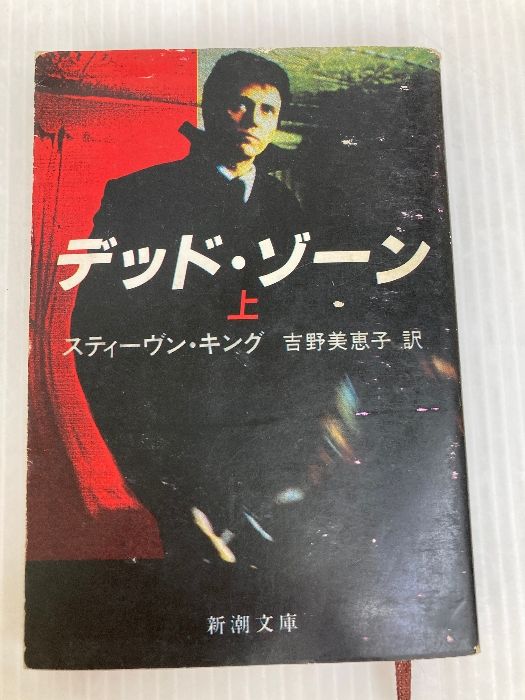 デッド・ゾーン
上
スティーヴン・キング 吉野美恵子 訳
新潮文庫